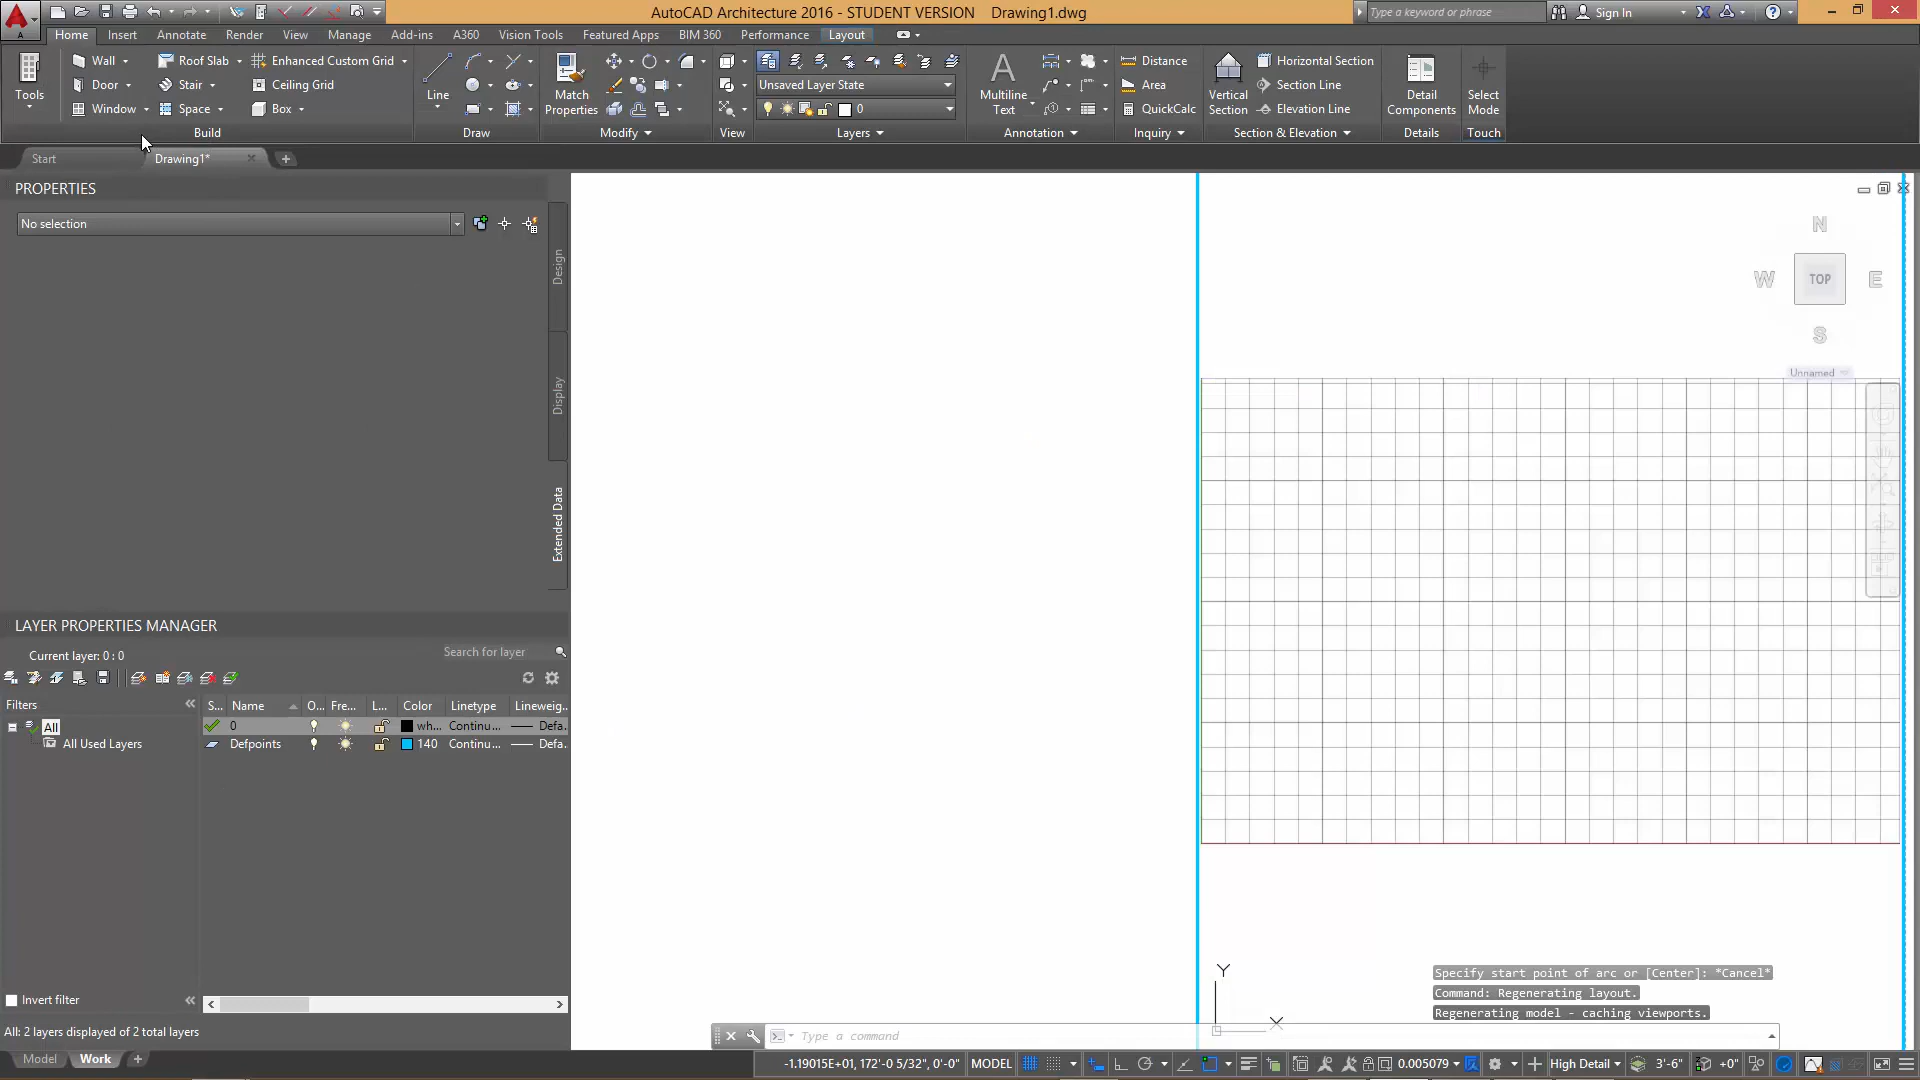 AutoCAD Architecture 2016 - STUDENT VERSION Drawing1.dwg
Type a keyword or phrase
Sign In
Home Insert Annotate Render View Manage Add-ins A360 Vision Tools Featured Apps BIM 360 Performance Layout
Tools
Wall
Door
Window
Roof Slab
Stair
Space
Enhanced Custom Grid
Ceiling Grid
Box
Build
Line
Draw
Match
Properties
Modify
View
Unsaved Layer State
0
Layers
Multiline
Text
Annotation
Distance
Area
QuickCalc
Inquiry
Vertical
Section
Horizontal Section
Section Line
Elevation Line
Section & Elevation
Detail
Components
Details
Select
Mode
Touch
Start
Drawing1*
PROPERTIES
No selection
Design
Display
Extended Data
N
W TOP E
S
Unnamed
LAYER PROPERTIES MANAGER
Current layer: 0 : 0
Search for layer
Filters
All
All Used Layers
S... Name O... Fre... L... Color Linetype Lineweig...
0 wh... Continu... Defa...
Defpoints 140 Continu... Defa...
Invert filter
All: 2 layers displayed of 2 total layers
Y
X
Specify start point of arc or [Center]: *Cancel*
Command: Regenerating layout.
Regenerating model - caching viewports.
Type a command
Model Work
-1.19015E+01, 172'-0 5/32", 0'-0" MODEL 0.005079 High Detail 3'-6" +0"